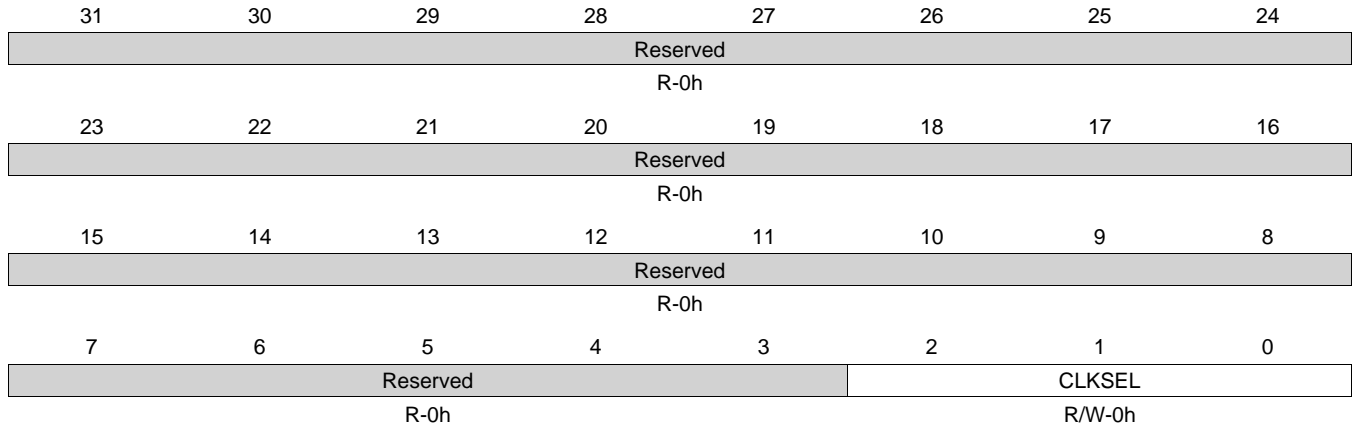 31 30 29 28 27 26 25 24
Reserved
R-0h
23 22 21 20 19 18 17 16
Reserved
R-0h
15 14 13 12 11 10 9 8
Reserved
R-0h
7 6 5 4 3 2 1 0
Reserved CLKSEL
R-0h R/W-0h